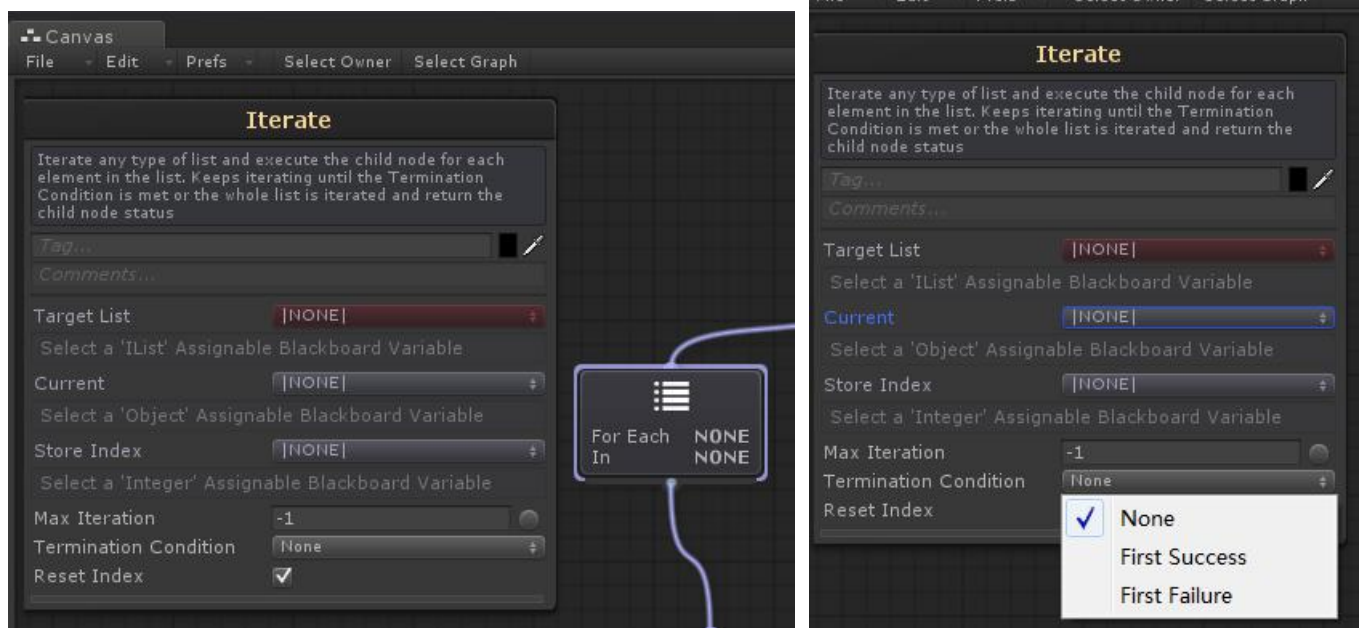 Canvas
File Edit Prefs Select Owner Select Graph
Iterate
Iterate any type of list and execute the child node for each
element in the list. Keeps iterating until the Termination
Condition is met or the whole list is iterated and return the
child node status
Tag...
Comments...
Target List |NONE|
Select a 'IList' Assignable Blackboard Variable
Current |NONE|
Select a 'Object' Assignable Blackboard Variable
Store Index |NONE|
Select a 'Integer' Assignable Blackboard Variable
Max Iteration -1
Termination Condition None
Reset Index
For Each NONE
In NONE
Iterate
Iterate any type of list and execute the child node for each
element in the list. Keeps iterating until the Termination
Condition is met or the whole list is iterated and return the
child node status
Tag...
Comments...
Target List |NONE|
Select a 'IList' Assignable Blackboard Variable
Current |NONE|
Select a 'Object' Assignable Blackboard Variable
Store Index |NONE|
Select a 'Integer' Assignable Blackboard Variable
Max Iteration -1
Termination Condition None
Reset Index
None
First Success
First Failure